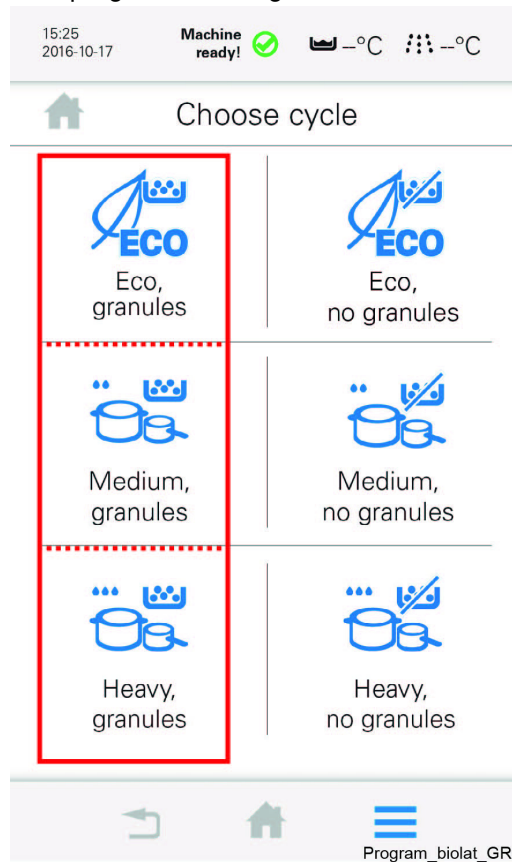 15:25
2016-10-17
Machine
ready!
--°C
--°C
Choose cycle
ECO
Eco,
granules
ECO
Eco,
no granules
Medium,
granules
Medium,
no granules
Heavy,
granules
Heavy,
no granules
Program_biolat_GR